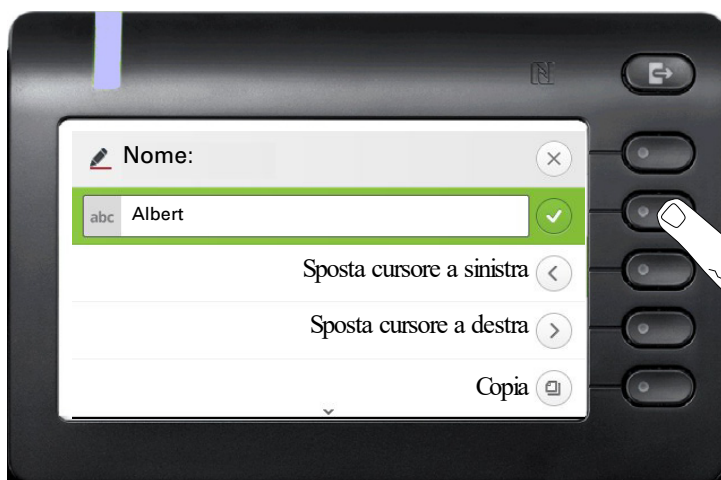 Nome:
abc Albert
Sposta cursore a sinistra
Sposta cursore a destra
Copia